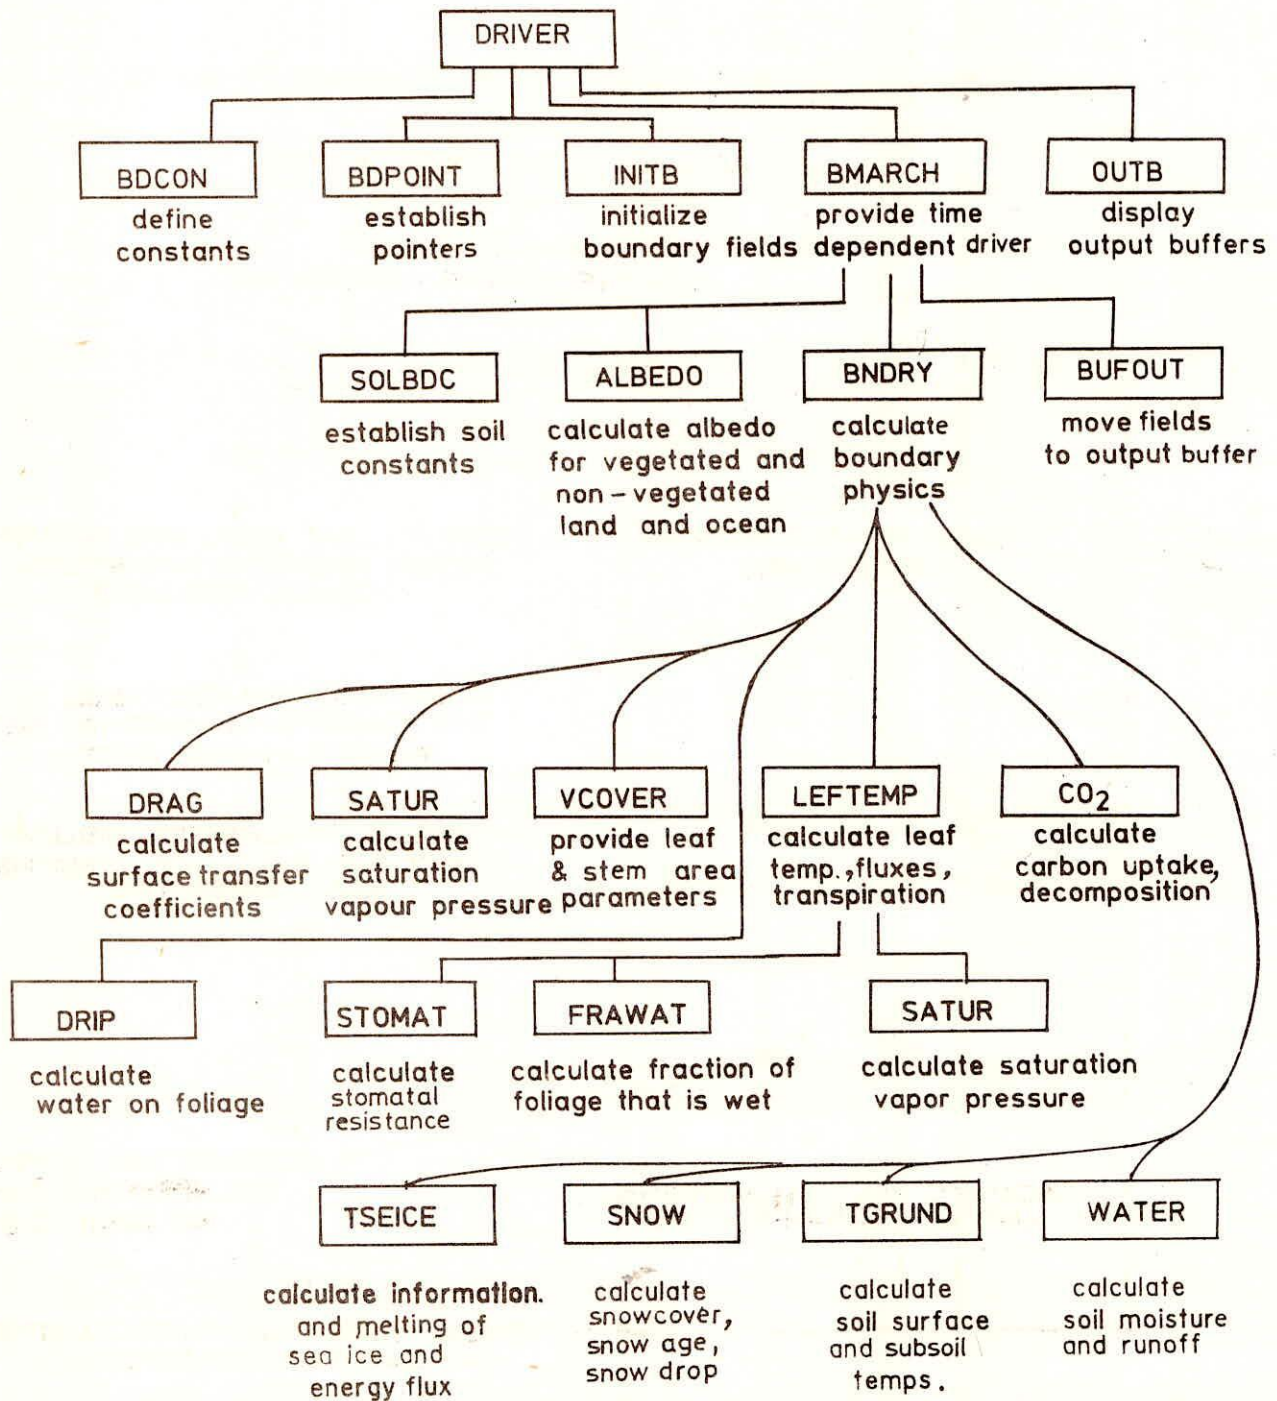 DRIVER
BDCON
define
constants
BDPOINT
establish
pointers
INITB
initialize
boundary fields
BMARCH
provide time
dependent driver
OUTB
display
output buffers
SOLBDC
establish soil
constants
ALBEDO
calculate albedo
for vegetated and
non-vegetated
land and ocean
BNDRY
calculate
boundary
physics
BUFOUT
move fields
to output buffer
DRAG
calculate
surface transfer
coefficients
SATUR
calculate
saturation
vapour pressure
VCOVER
provide leaf
& stem area
parameters
LEFTEMP
calculate leaf
temp.,fluxes,
transpiration
CO2
calculate
carbon uptake,
decomposition
DRIP
calculate
water on foliage
STOMAT
calculate
stomatal
resistance
FRAWAT
calculate fraction of
foliage that is wet
SATUR
calculate saturation
vapor pressure
TSEICE
calculate information.
and melting of
sea ice and
energy flux
SNOW
calculate
snowcover,
snow age,
snow drop
TGRUND
calculate
soil surface
and subsoil
temps.
WATER
calculate
soil moisture
and runoff